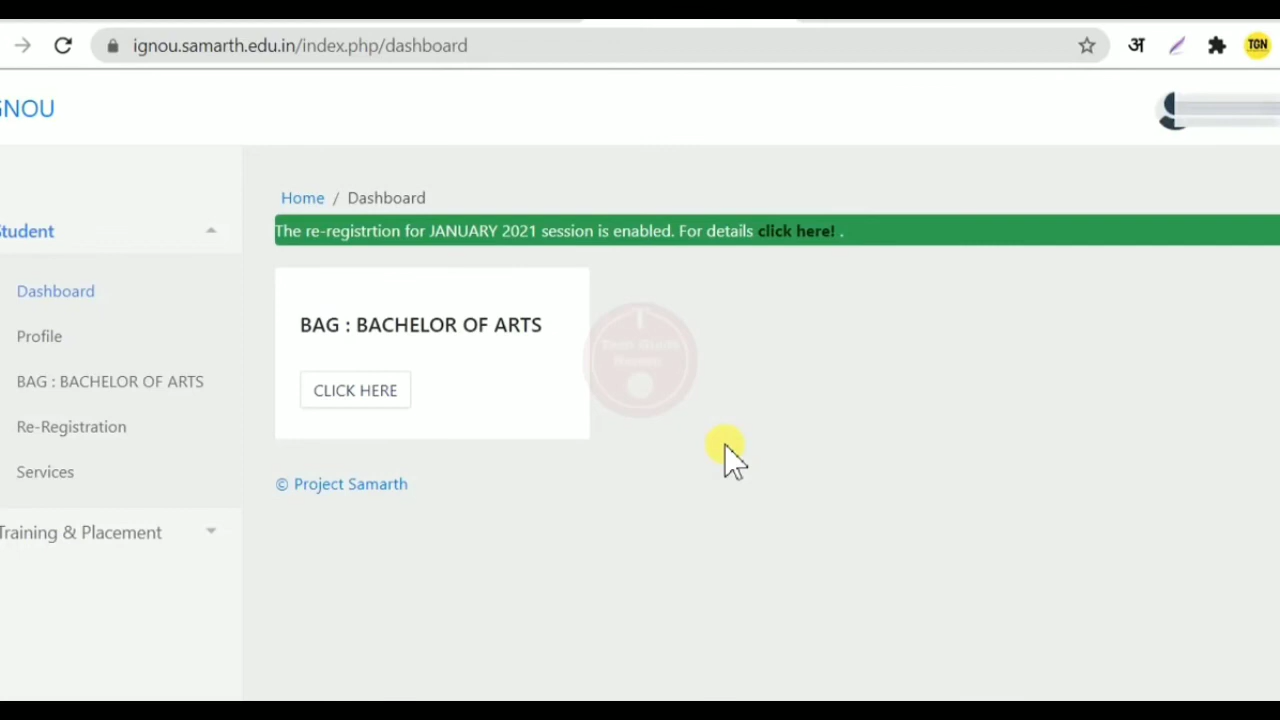 ignou.samarth.edu.in/index.php/dashboard
अ
TGN
GNOU
Home / Dashboard
The re-registrtion for JANUARY 2021 session is enabled. For details click here! .
Student
Dashboard
Profile
BAG : BACHELOR OF ARTS
Re-Registration
Services
Training & Placement
BAG : BACHELOR OF ARTS
CLICK HERE
© Project Samarth